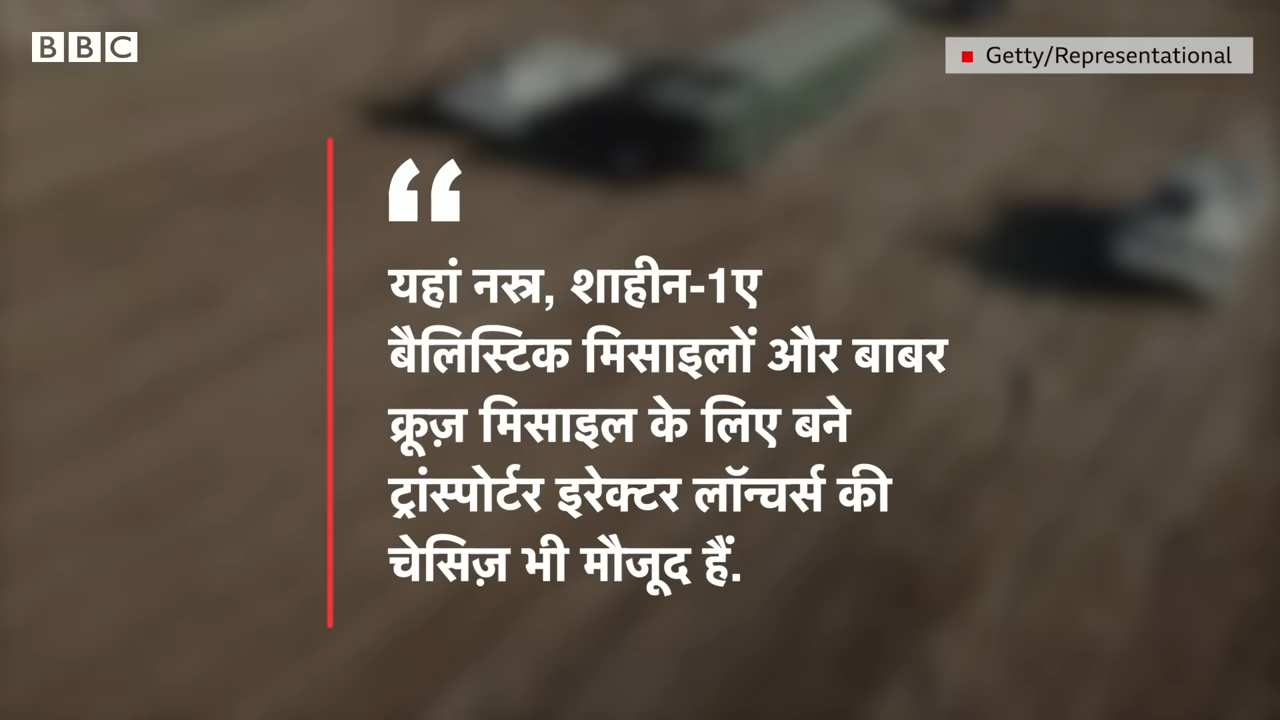 BBC
Getty/Representational
“
यहां नस्र, शाहीन-1ए
बैलिस्टिक मिसाइलों और बाबर
क्रूज़ मिसाइल के लिए बने
ट्रांस्पोर्टर इरेक्टर लॉन्चर्स की
चेसिज़ भी मौजूद हैं.